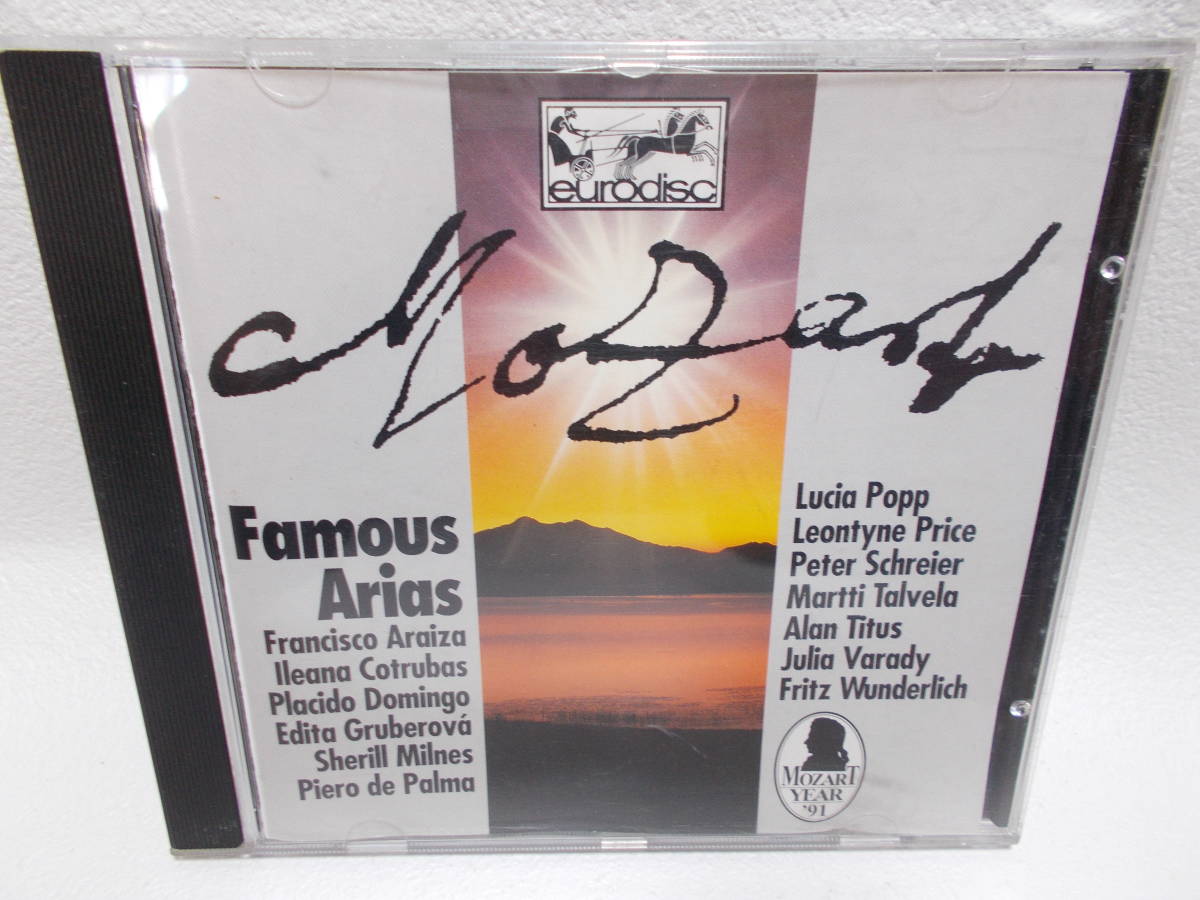 eurodisc
Mozart
Famous
Arias
Francisco Araiza
Ileana Cotrubas
Placido Domingo
Edita Gruberová
Sherill Milnes
Piero de Palma
Lucia Popp
Leontyne Price
Peter Schreier
Martti Talvela
Alan Titus
Julia Varady
Fritz Wunderlich
MOZART
YEAR
'91